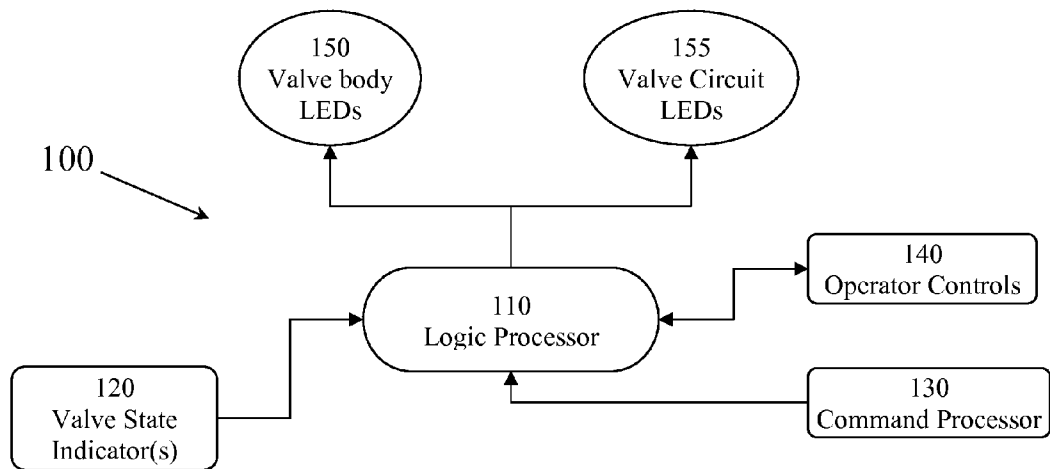 150
Valve body
LEDs
155
Valve Circuit
LEDs
100
140
Operator Controls
110
Logic Processor
120
Valve State
Indicator(s)
130
Command Processor